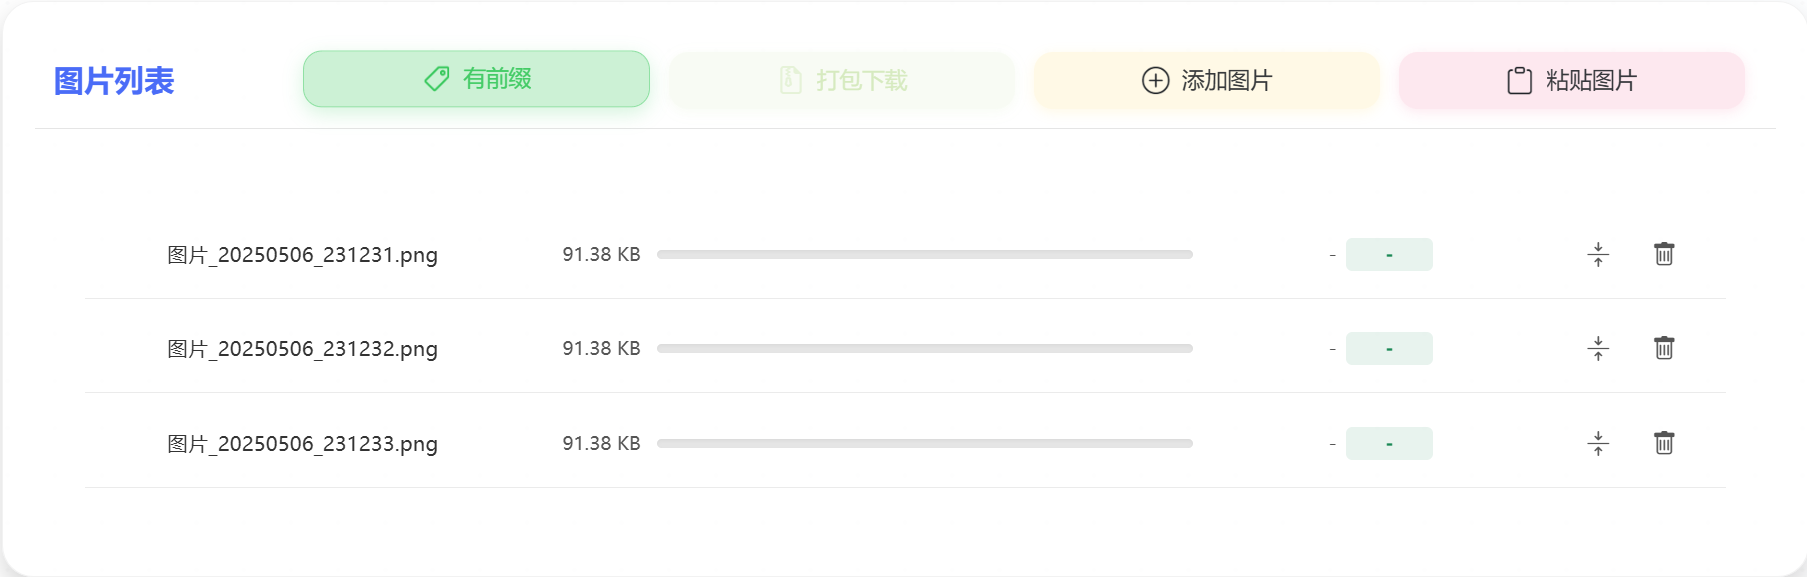 图片列表 有前缀 打包下载 添加图片 粘贴图片
图片_20250506_231231.png 91.38 KB - -
图片_20250506_231232.png 91.38 KB - -
图片_20250506_231233.png 91.38 KB - -